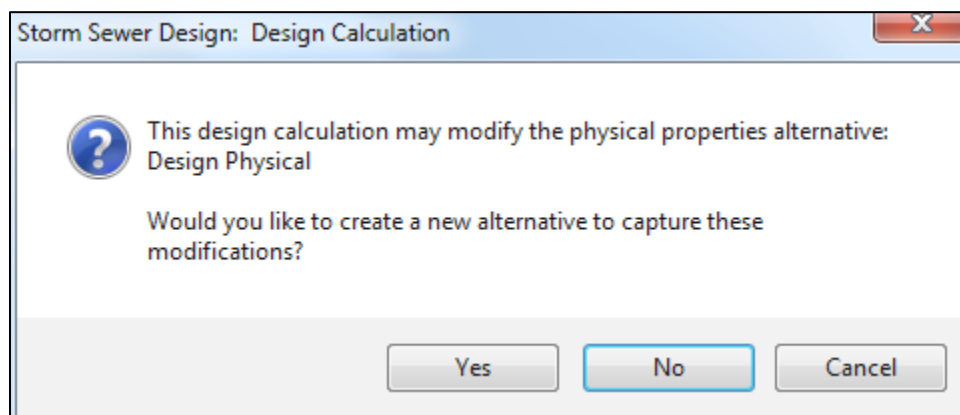 Storm Sewer Design:  Design Calculation
X
?
This design calculation may modify the physical properties alternative:
Design Physical
Would you like to create a new alternative to capture these
modifications?
Yes
No
Cancel